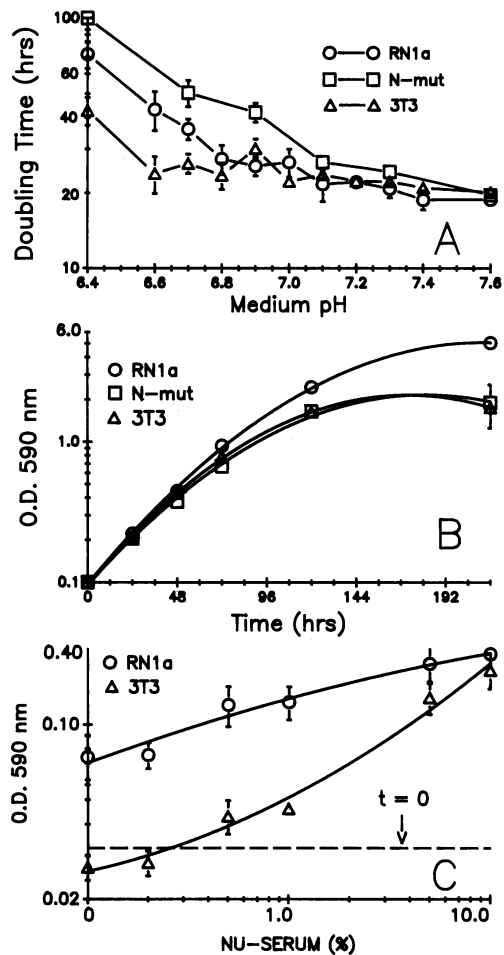 100
60
40
20
10
Doubling Time (hrs)
RN1a
N-mut
3T3
A
6.4 6.6 6.8 7.0 7.2 7.4 7.6
Medium pH
6.0
1.0
0.1
O.D. 590 nm
RN1a
N-mut
3T3
B
0 48 96 144 192
Time (hrs)
0.40
0.10
0.02
O.D. 590 nm
RN1a
3T3
t = 0
C
0 1.0 10.0
NU-SERUM (%)